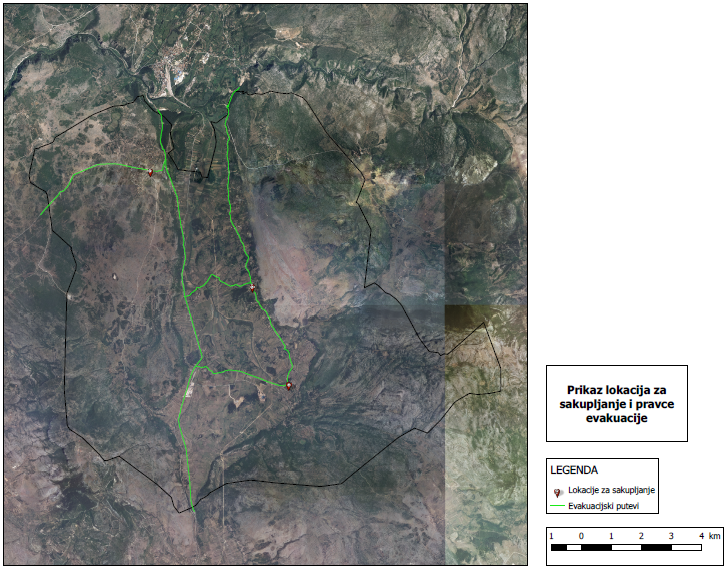 Prikaz lokacija za
sakupljanje i pravce
evakuacije
LEGENDA
Lokacije za sakupljanje
Evakuacijski putevi
1 0 1 2 3 4 km